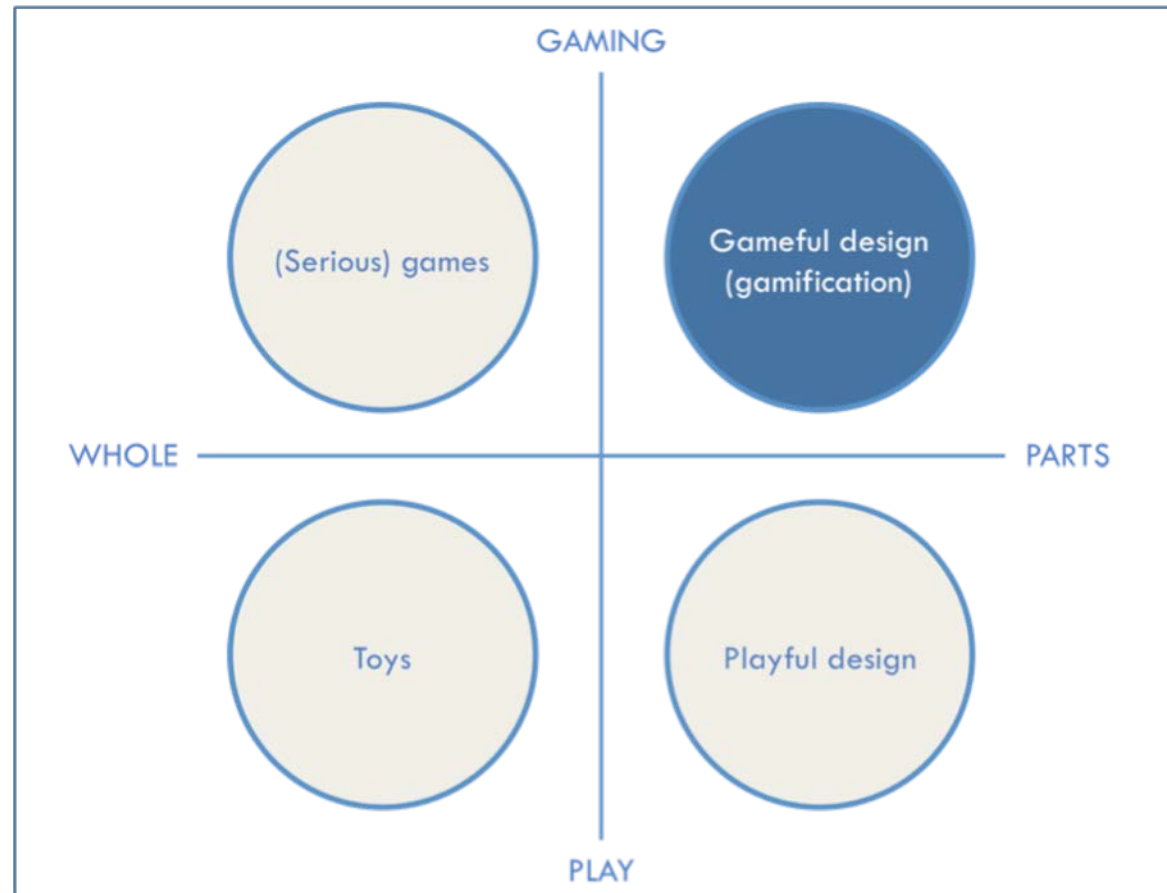 GAMING
(Serious) games
Gameful design
(gamification)
WHOLE
PARTS
Toys
Playful design
PLAY